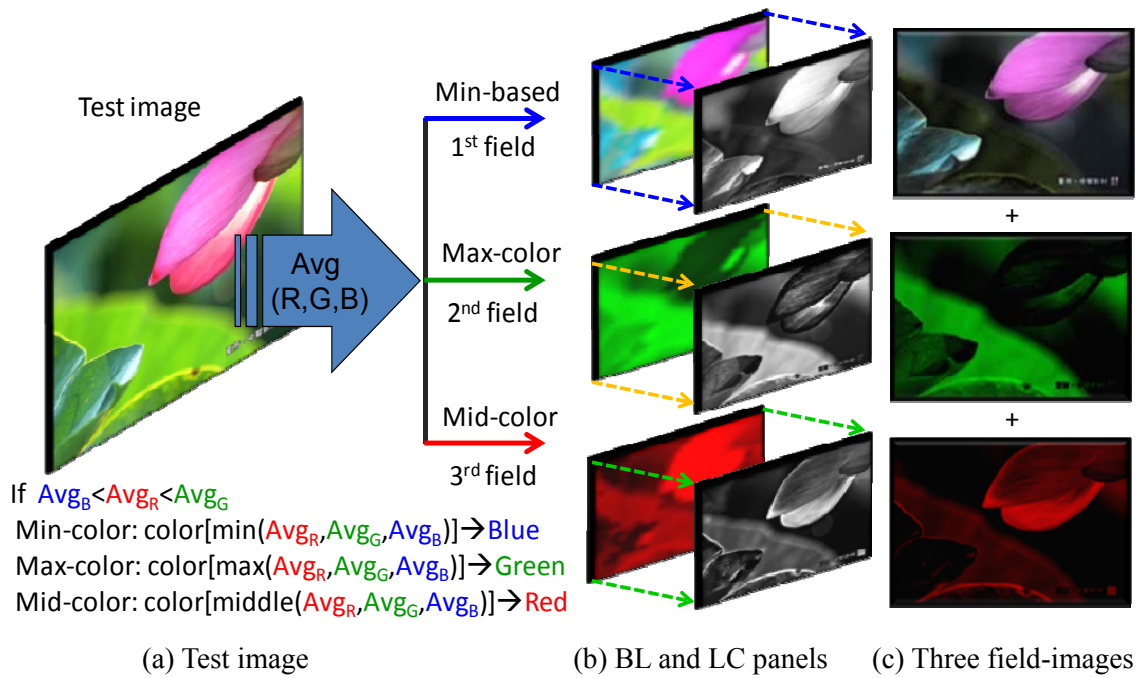 Test image
Avg
(R,G,B)
Min-based
1st field
Max-color
2nd field
Mid-color
3rd field
+
+
If AvgB<AvgR<AvgG
Min-color: color[min(AvgR,AvgG,AvgB)]→Blue
Max-color: color[max(AvgR,AvgG,AvgB)]→Green
Mid-color: color[middle(AvgR,AvgG,AvgB)]→Red
(a) Test image
(b) BL and LC panels
(c) Three field-images